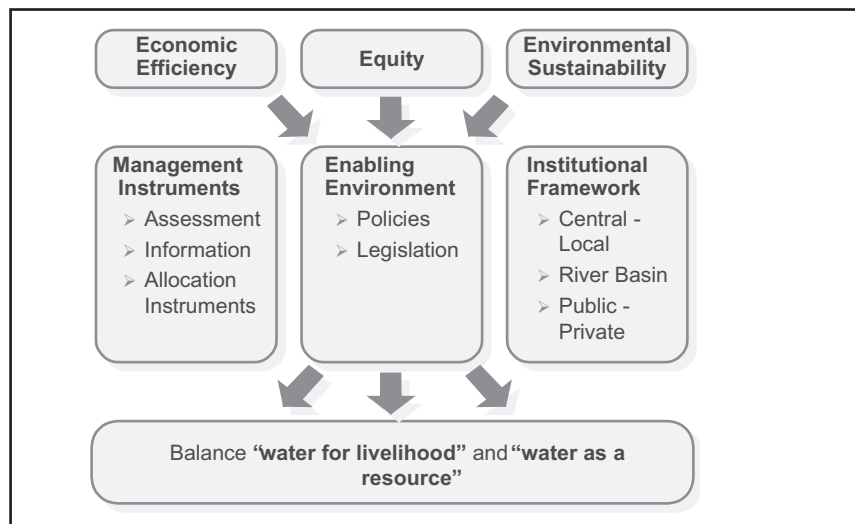 Economic
Efficiency
Equity
Environmental
Sustainability
Management
Instruments
➢ Assessment
➢ Information
➢ Allocation
Instruments
Enabling
Environment
➢ Policies
➢ Legislation
Institutional
Framework
➢ Central -
Local
➢ River Basin
➢ Public -
Private
Balance “water for livelihood” and “water as a
resource”